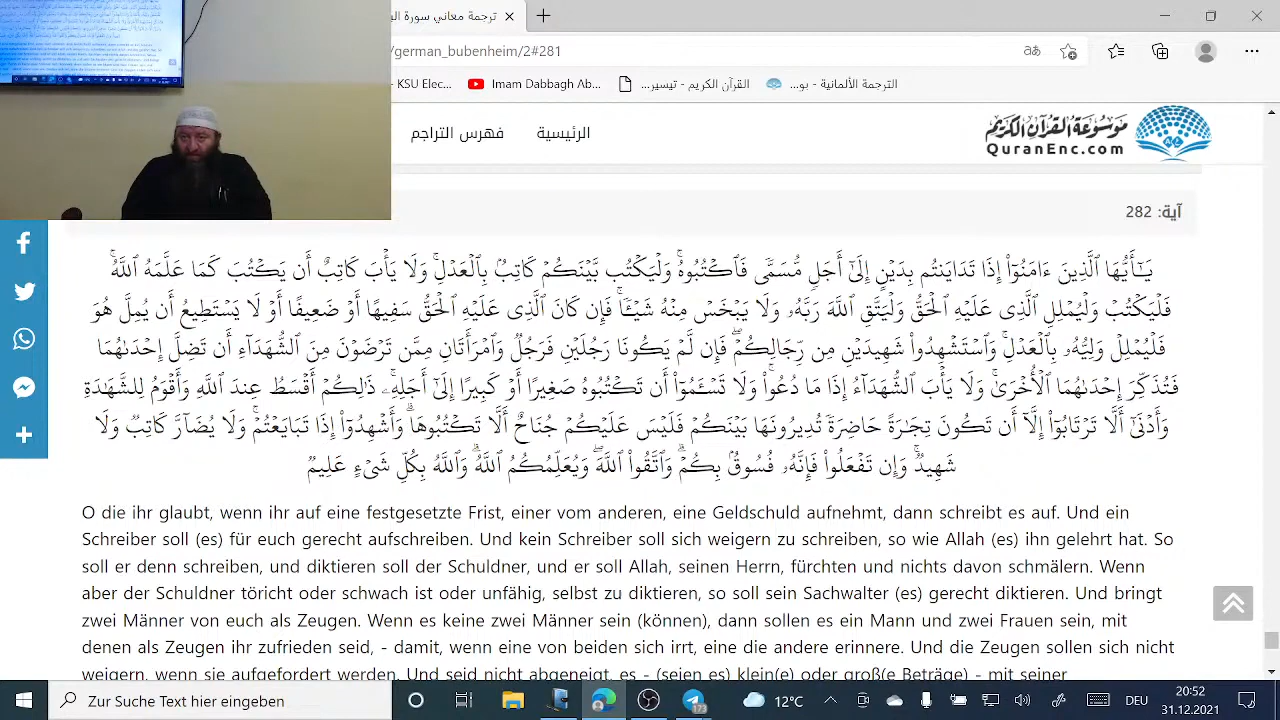 KSU Elec...
Imam Dabbagh Abu...
القرآن الكريم - تيسير...
الترجمة الألمانية - بو...
الرئيسية
فهرس التراجم
موسوعة القرآن الكريم
QuranEnc.com
آية: 282
يَٰٓأَيُّهَا ٱلَّذِينَ ءَامَنُوٓاْ إِذَا تَدَايَنتُم بِدَيۡنٍ إِلَىٰٓ أَجَلٖ مُّسَمّٗى فَٱكۡتُبُوهُۚ وَلۡيَكۡتُب بَّيۡنَكُمۡ كَاتِبُۢ بِٱلۡعَدۡلِۚ وَلَا يَأۡبَ كَاتِبٌ أَن يَكۡتُبَ كَمَا عَلَّمَهُ ٱللَّهُۚ
فَلۡيَكۡتُبۡ وَلۡيُمۡلِلِ ٱلَّذِي عَلَيۡهِ ٱلۡحَقُّ وَلۡيَتَّقِ ٱللَّهَ رَبَّهُۥ وَلَا يَبۡخَسۡ مِنۡهُ شَيۡـٔٗاۚ فَإِن كَانَ ٱلَّذِي عَلَيۡهِ ٱلۡحَقُّ سَفِيهًا أَوۡ ضَعِيفًا أَوۡ لَا يَسۡتَطِيعُ أَن يُمِلَّ هُوَ
فَلۡيُمۡلِلۡ وَلِيُّهُۥ بِٱلۡعَدۡلِۚ وَٱسۡتَشۡهِدُواْ شَهِيدَيۡنِ مِن رِّجَالِكُمۡۖ فَإِن لَّمۡ يَكُونَا رَجُلَيۡنِ فَرَجُلٞ وَٱمۡرَأَتَانِ مِمَّن تَرۡضَوۡنَ مِنَ ٱلشُّهَدَآءِ أَن تَضِلَّ إِحۡدَىٰهُمَا
فَتُذَكِّرَ إِحۡدَىٰهُمَا ٱلۡأُخۡرَىٰۚ وَلَا يَأۡبَ ٱلشُّهَدَآءُ إِذَا مَا دُعُواْۚ وَلَا تَسۡـَٔمُوٓاْ أَن تَكۡتُبُوهُ صَغِيرًا أَوۡ كَبِيرًا إِلَىٰٓ أَجَلِهِۦۚ ذَٰلِكُمۡ أَقۡسَطُ عِندَ ٱللَّهِ وَأَقۡوَمُ لِلشَّهَٰدَةِ
وَأَدۡنَىٰٓ أَلَّا تَرۡتَابُوٓاْ إِلَّآ أَن تَكُونَ تِجَٰرَةً حَاضِرَةٗ تُدِيرُونَهَا بَيۡنَكُمۡ فَلَيۡسَ عَلَيۡكُمۡ جُنَاحٌ أَلَّا تَكۡتُبُوهَاۗ وَأَشۡهِدُوٓاْ إِذَا تَبَايَعۡتُمۡۚ وَلَا يُضَآرَّ كَاتِبٞ وَلَا
شَهِيدٞۚ وَإِن تَفۡعَلُواْ فَإِنَّهُۥ فُسُوقُۢ بِكُمۡۗ وَٱتَّقُواْ ٱللَّهَۖ وَيُعَلِّمُكُمُ ٱللَّهُۗ وَٱللَّهُ بِكُلِّ شَيۡءٍ عَلِيمٞ
O die ihr glaubt, wenn ihr auf eine festgesetzte Frist, einer vom anderen, eine Geldschuld aufnehmt, dann schreibt es auf. Und ein
Schreiber soll (es) für euch gerecht aufschreiben. Und kein Schreiber soll sich weigern zu schreiben, so wie Allah (es) ihn gelehrt hat. So
soll er denn schreiben, und diktieren soll der Schuldner, und er soll Allah, seinen Herrn, fürchten und nichts davon schmälern. Wenn
aber der Schuldner töricht oder schwach ist oder unfähig, selbst zu diktieren, so soll sein Sachwalter (es) gerecht diktieren. Und bringt
zwei Männer von euch als Zeugen. Wenn es keine zwei Männer sein (können), dann sollen es ein Mann und zwei Frauen sein, mit
denen als Zeugen ihr zufrieden seid, - damit, wenn eine von beiden sich irrt, eine die andere erinnere. Und die Zeugen sollen sich nicht
weigern, wenn sie aufgefordert werden
Zur Suche Text hier eingeben
DEU
20:52
31.12.2021